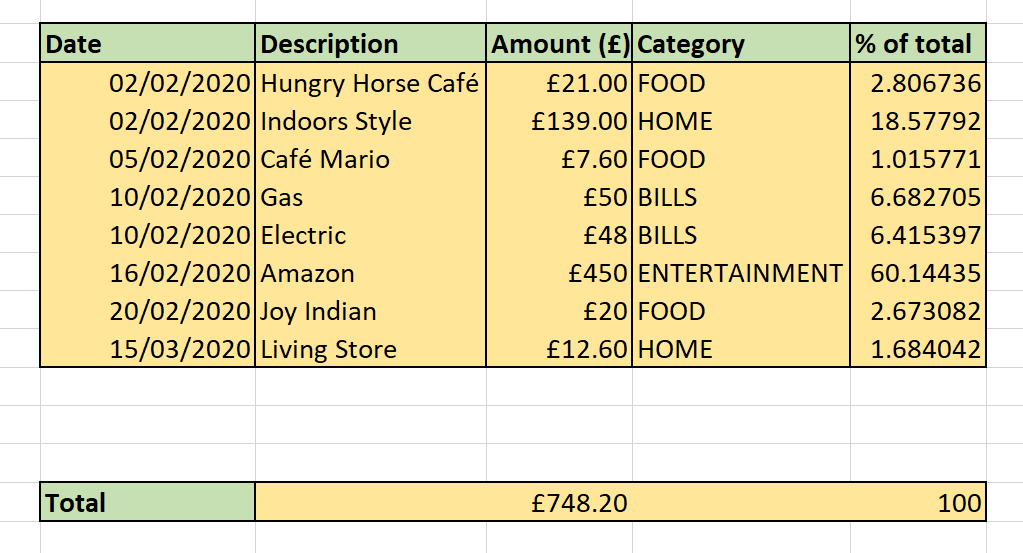 Date Description Amount (£) Category % of total
02/02/2020 Hungry Horse Café £21.00 FOOD 2.806736
02/02/2020 Indoors Style £139.00 HOME 18.57792
05/02/2020 Café Mario £7.60 FOOD 1.015771
10/02/2020 Gas £50 BILLS 6.682705
10/02/2020 Electric £48 BILLS 6.415397
16/02/2020 Amazon £450 ENTERTAINMENT 60.14435
20/02/2020 Joy Indian £20 FOOD 2.673082
15/03/2020 Living Store £12.60 HOME 1.684042
Total £748.20 100